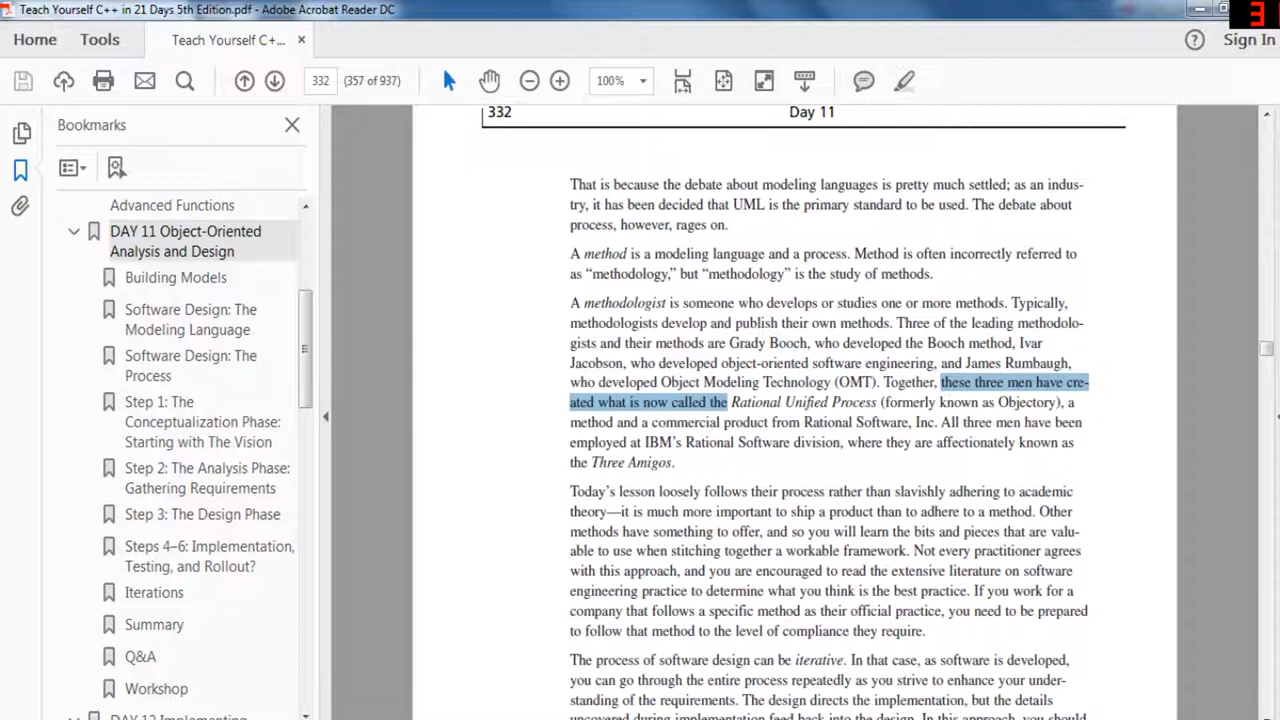 Teach Yourself C++ in 21 Days 5th Edition.pdf - Adobe Acrobat Reader DC
Home
Tools
Teach Yourself C+...
Sign In
332
(357 of 937)
100%
Bookmarks
Advanced Functions
DAY 11 Object-Oriented
Analysis and Design
Building Models
Software Design: The
Modeling Language
Software Design: The
Process
Step 1: The
Conceptualization Phase:
Starting with The Vision
Step 2: The Analysis Phase:
Gathering Requirements
Step 3: The Design Phase
Steps 4–6: Implementation,
Testing, and Rollout?
Iterations
Summary
Q&A
Workshop
DAY 12 Implementing
332
Day 11
That is because the debate about modeling languages is pretty much settled; as an indus-
try, it has been decided that UML is the primary standard to be used. The debate about
process, however, rages on.
A method is a modeling language and a process. Method is often incorrectly referred to
as “methodology,” but “methodology” is the study of methods.
A methodologist is someone who develops or studies one or more methods. Typically,
methodologists develop and publish their own methods. Three of the leading methodolo-
gists and their methods are Grady Booch, who developed the Booch method, Ivar
Jacobson, who developed object-oriented software engineering, and James Rumbaugh,
who developed Object Modeling Technology (OMT). Together, these three men have cre-
ated what is now called the Rational Unified Process (formerly known as Objectory), a
method and a commercial product from Rational Software, Inc. All three men have been
employed at IBM’s Rational Software division, where they are affectionately known as
the Three Amigos.
Today’s lesson loosely follows their process rather than slavishly adhering to academic
theory—it is much more important to ship a product than to adhere to a method. Other
methods have something to offer, and so you will learn the bits and pieces that are valu-
able to use when stitching together a workable framework. Not every practitioner agrees
with this approach, and you are encouraged to read the extensive literature on software
engineering practice to determine what you think is the best practice. If you work for a
company that follows a specific method as their official practice, you need to be prepared
to follow that method to the level of compliance they require.
The process of software design can be iterative. In that case, as software is developed,
you can go through the entire process repeatedly as you strive to enhance your under-
standing of the requirements. The design directs the implementation, but the details
uncovered during implementation feed back into the design. In this approach, you should